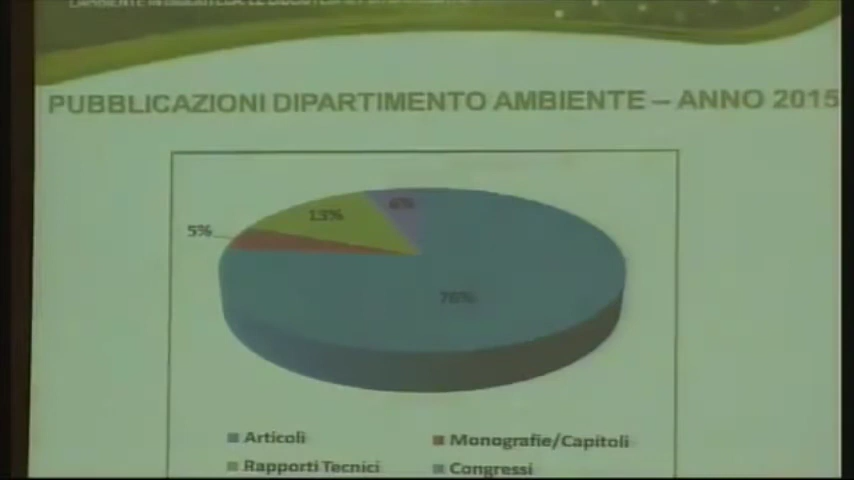 PUBBLICAZIONI DIPARTIMENTO AMBIENTE – ANNO 2015
6%
13%
5%
76%
Articoli
Monografie/Capitoli
Rapporti Tecnici
Congressi